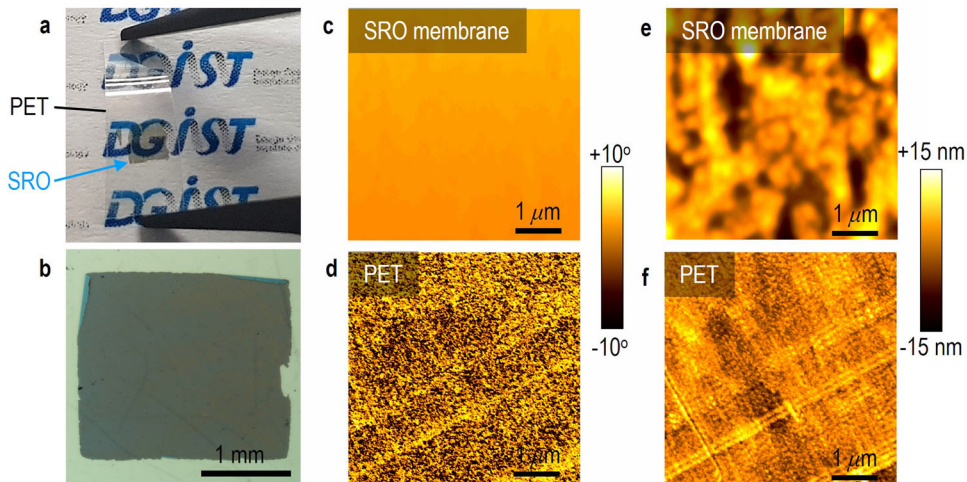 a
DGIST
PET
DGIST
SRO
DGIST
b
1 mm
c
SRO membrane
1 μm
d
PET
1 μm
+10°
-10°
e
SRO membrane
1 μm
f
PET
1 μm
+15 nm
-15 nm